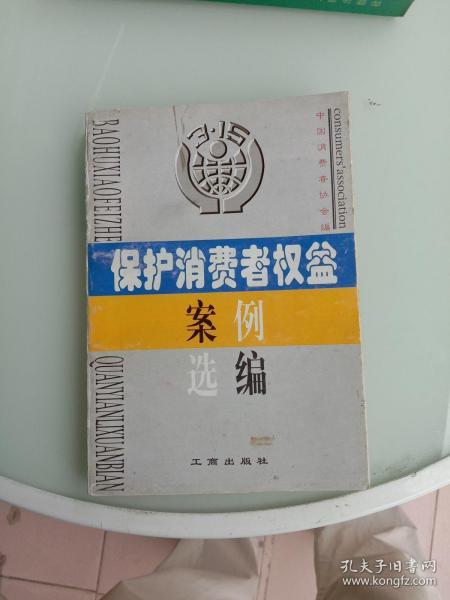 3·15
中国消费者协会编
consumers'association
BAOHUXIAOFEIZHE
保护消费者权益
案例
选编
QUANYIANLIXUANBIAN
工商出版社
孔夫子旧书网
www.kongfz.com